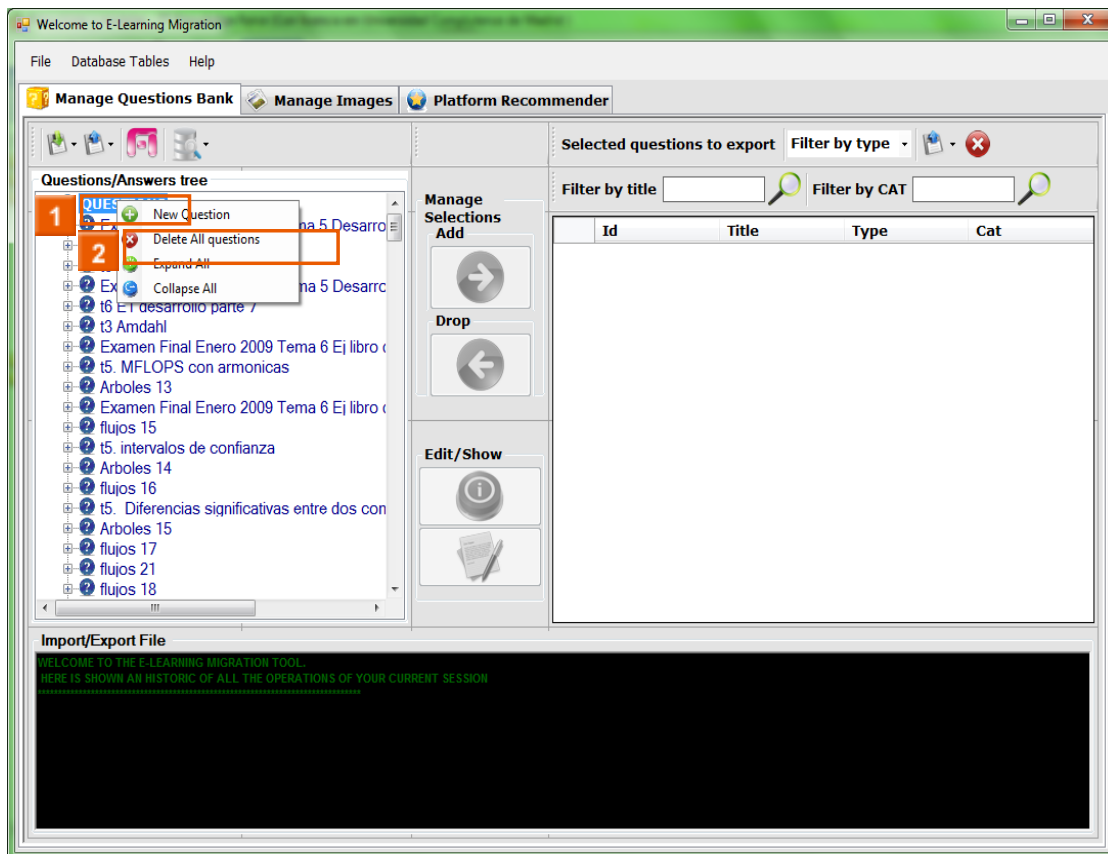 Welcome to E-Learning Migration
File Database Tables Help
Manage Questions Bank Manage Images Platform Recommender
Selected questions to export Filter by type
Questions/Answers tree
Filter by title Filter by CAT
Manage Selections
Add
Drop
Edit/Show
Id Title Type Cat
1
2
New Question
Delete All questions
Expand All
Collapse All
ma 5 Desarro
ma 5 Desarro
t6 E1 desarrollo parte 7
t3 Amdahl
Examen Final Enero 2009 Tema 6 Ej libro
t5. MFLOPS con armonicas
Arboles 13
Examen Final Enero 2009 Tema 6 Ej libro
flujos 15
t5. intervalos de confianza
Arboles 14
flujos 16
t5. Diferencias significativas entre dos con
Arboles 15
flujos 17
flujos 21
flujos 18
Import/Export File
WELCOME TO THE E-LEARNING MIGRATION TOOL.
HERE IS SHOWN AN HISTORIC OF ALL THE OPERATIONS OF YOUR CURRENT SESSION